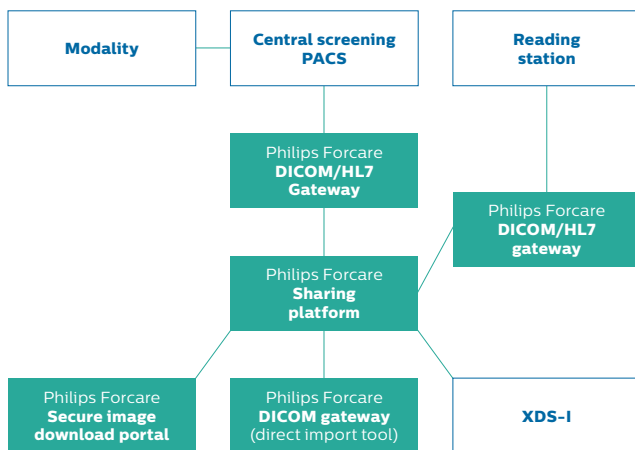 Modality
Central screening
PACS
Reading
station
Philips Forcare
DICOM/HL7
Gateway
Philips Forcare
DICOM/HL7
gateway
Philips Forcare
Sharing
platform
Philips Forcare
Secure image
download portal
Philips Forcare
DICOM gateway
(direct import tool)
XDS-I